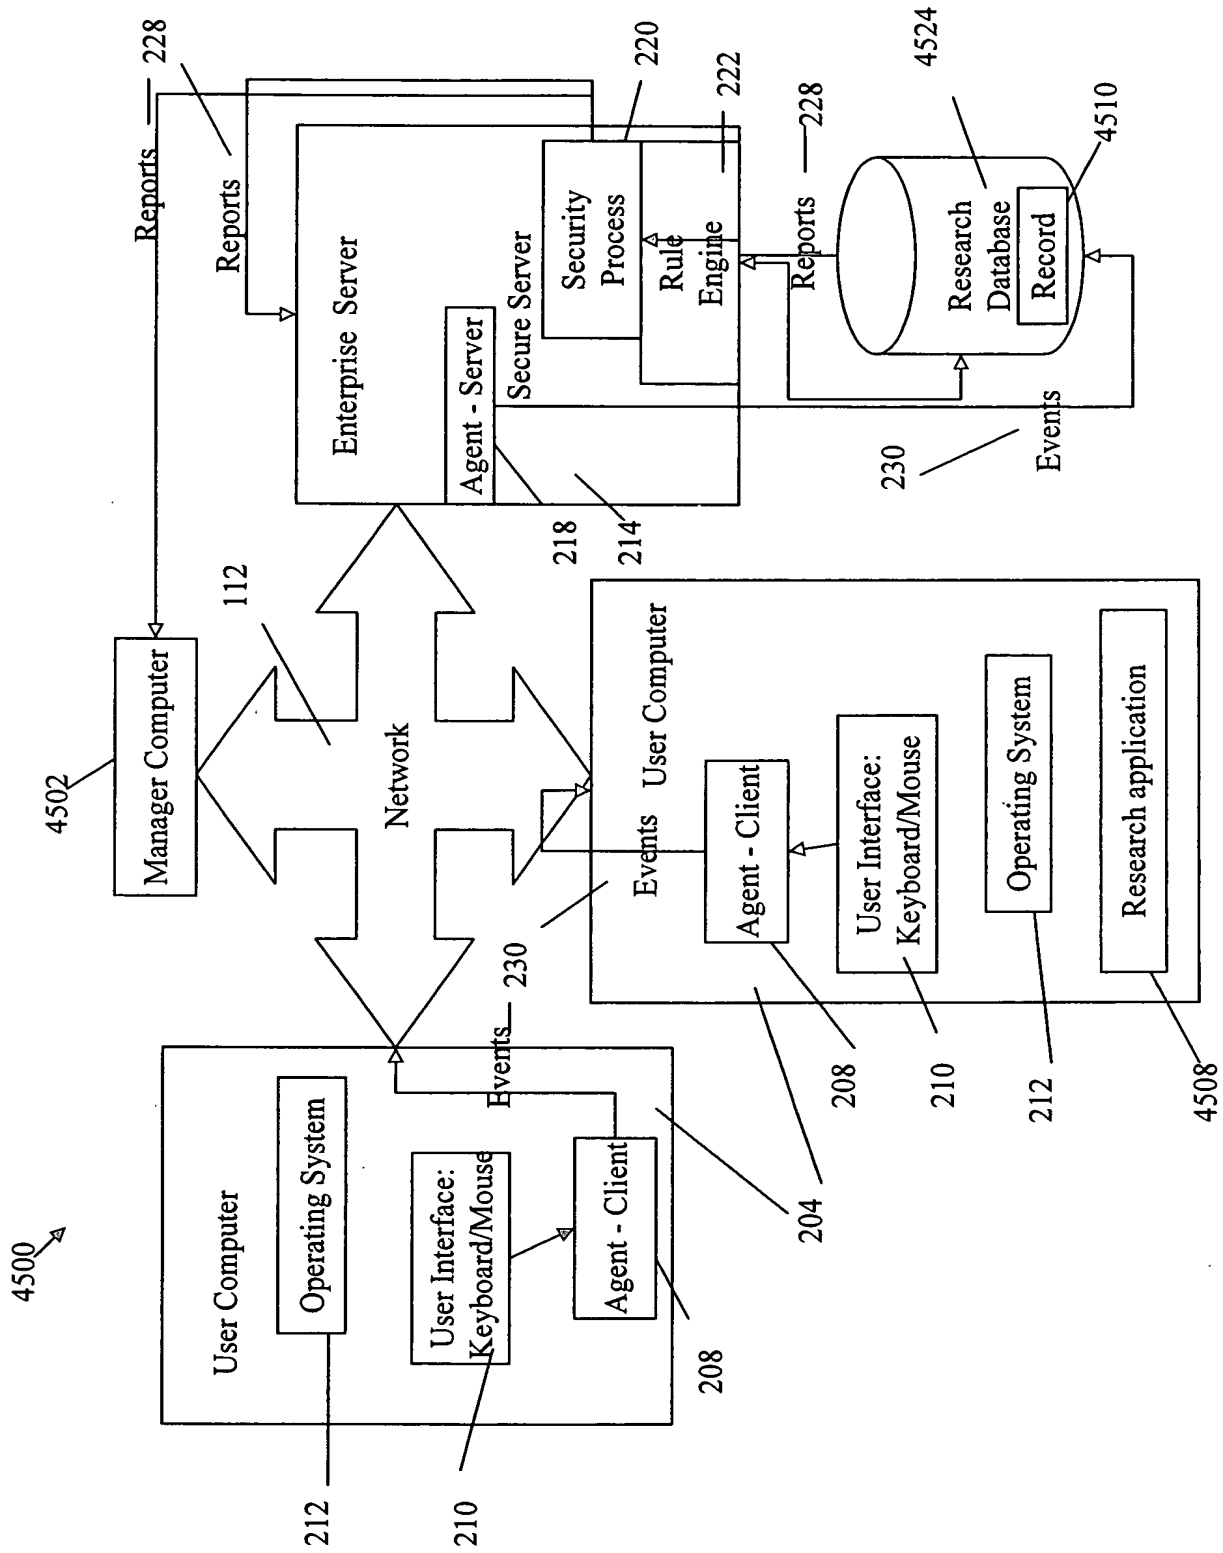 4500
User Computer
Operating System
212
User Interface:
Keyboard/Mouse
210
Agent - Client
208
Events
230
204
4502
Manager Computer
112
Network
Reports
228
Reports
Enterprise Server
Agent - Server
Secure Server
218
214
Security
Process
220
Rule
Engine
222
Reports
228
Research
Database
4524
Record
4510
230
Events
Events
User Computer
Agent - Client
208
User Interface:
Keyboard/Mouse
210
Operating System
212
Research application
4508